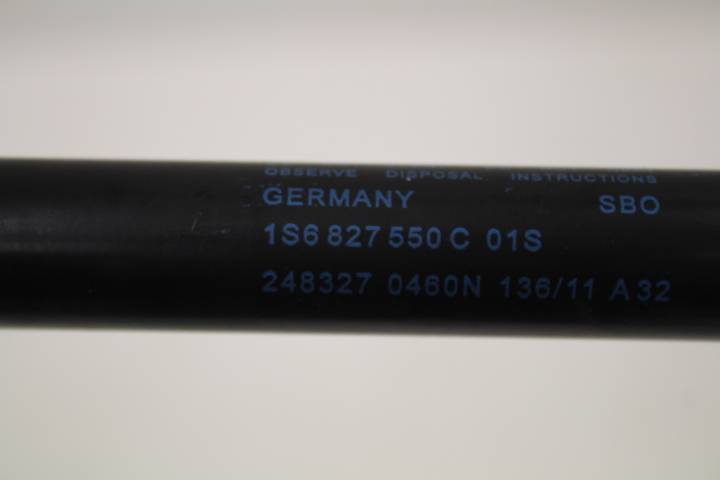 OBSERVE DISPOSAL INSTRUCTIONS
GERMANY SBO
1S6 827 550 C 01S
248327 0460N 136/11 A32